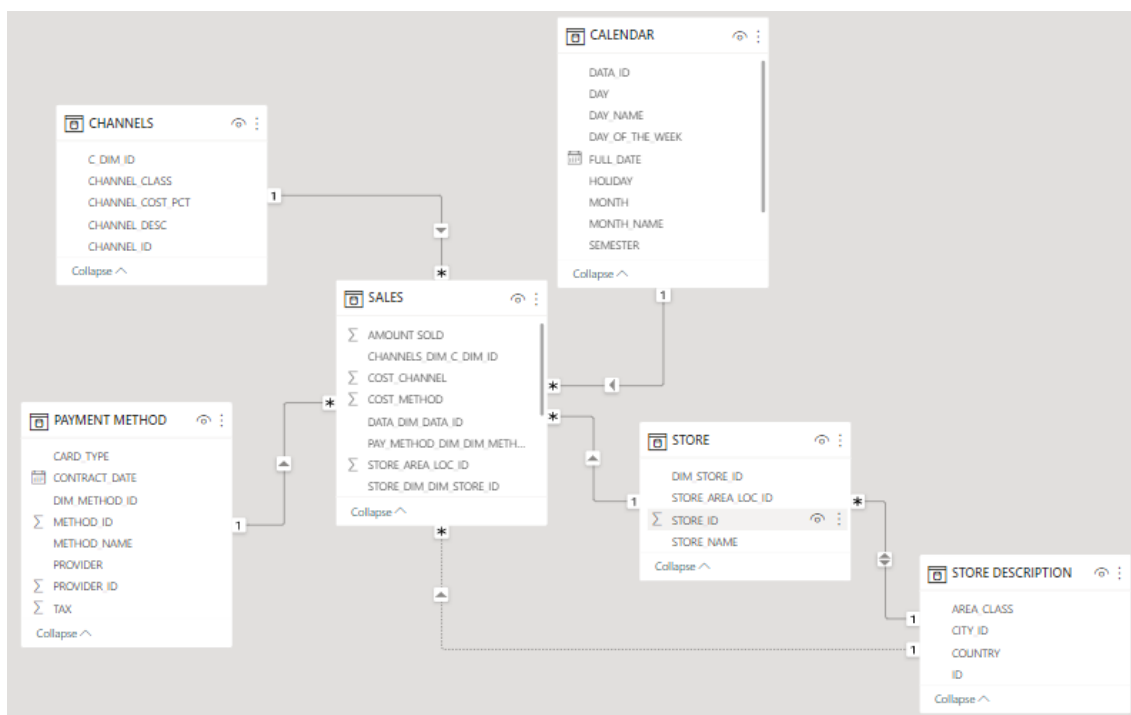 CALENDAR
DATA_ID
DAY
DAY_NAME
DAY_OF_THE_WEEK
FULL_DATE
HOLIDAY
MONTH
MONTH_NAME
SEMESTER
Collapse
1
CHANNELS
C_DIM_ID
CHANNEL_CLASS
CHANNEL_COST_PCT
CHANNEL_DESC
CHANNEL_ID
Collapse
1
*
SALES
Σ AMOUNT SOLD
CHANNELS_DIM_C_DIM_ID
Σ COST_CHANNEL
Σ COST_METHOD
DATA_DIM_DATA_ID
PAY_METHOD_DIM_DIM_METH...
Σ STORE_AREA_LOC_ID
STORE_DIM_DIM_STORE_ID
Collapse
*
*
*
*
PAYMENT METHOD
CARD_TYPE
CONTRACT_DATE
DIM_METHOD_ID
Σ METHOD_ID
METHOD_NAME
PROVIDER
Σ PROVIDER_ID
Σ TAX
Collapse
1
STORE
DIM_STORE_ID
STORE_AREA_LOC_ID
Σ STORE_ID
STORE_NAME
Collapse
1
*
STORE DESCRIPTION
AREA_CLASS
CITY_ID
COUNTRY
ID
Collapse
1
1